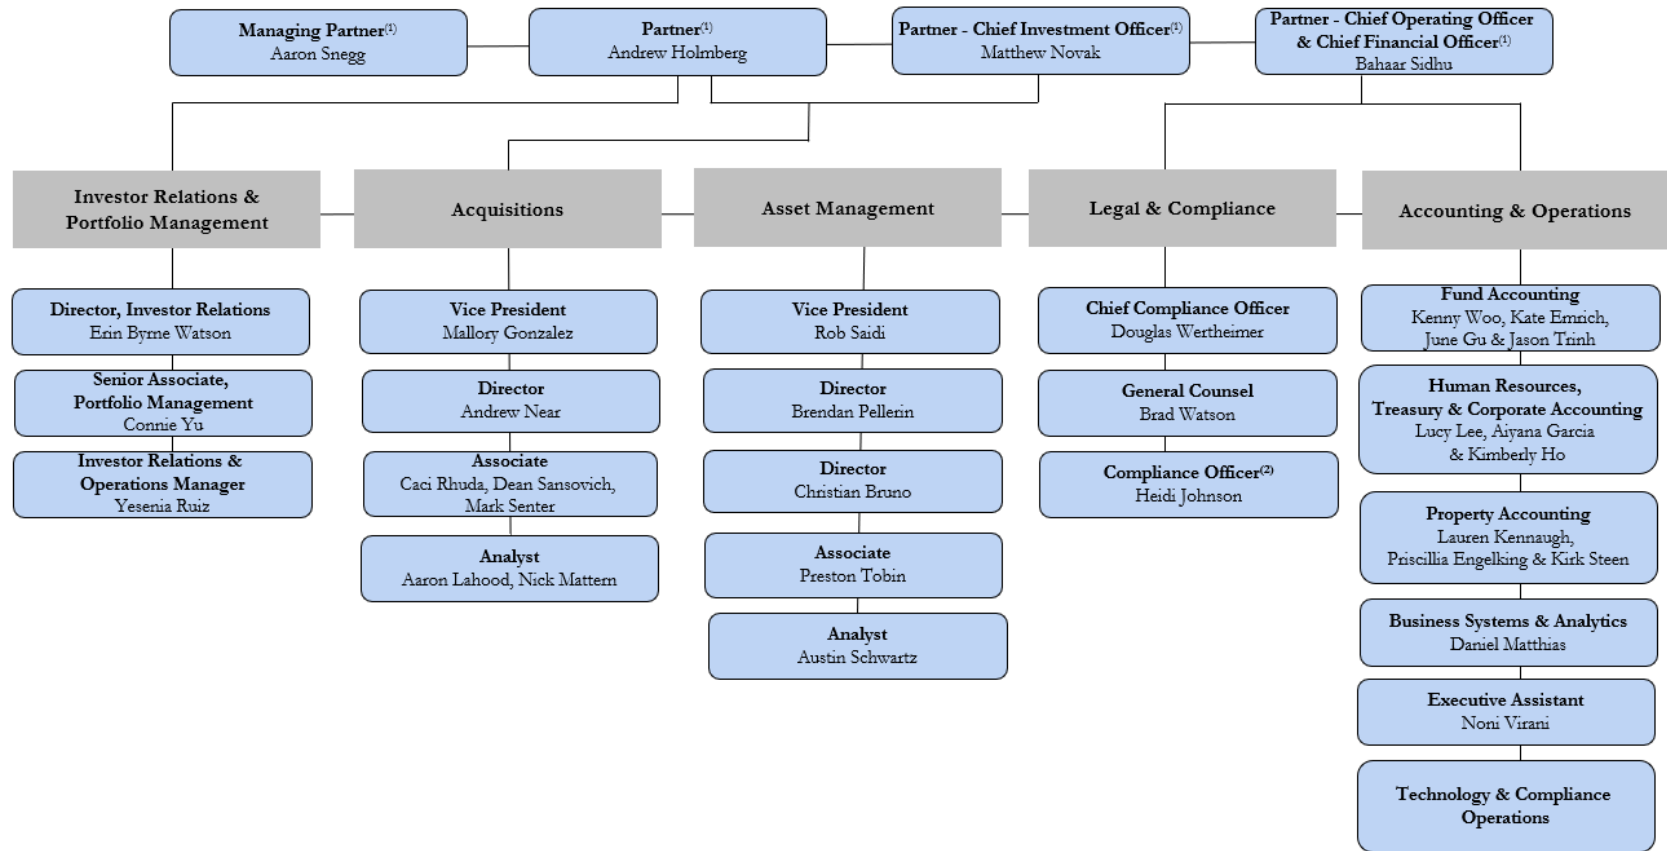 Managing Partner(1)
Aaron Snegg
Partner(1)
Andrew Holmberg
Partner - Chief Investment Officer(1)
Matthew Novak
Partner - Chief Operating Officer
& Chief Financial Officer(1)
Bahaar Sidhu
Investor Relations &
Portfolio Management
Acquisitions
Asset Management
Legal & Compliance
Accounting & Operations
Director, Investor Relations
Erin Byrne Watson
Senior Associate,
Portfolio Management
Connie Yu
Investor Relations &
Operations Manager
Yesenia Ruiz
Vice President
Mallory Gonzalez
Director
Andrew Near
Associate
Caci Rhuda, Dean Sansovich,
Mark Senter
Analyst
Aaron Lahood, Nick Mattern
Vice President
Rob Saidi
Director
Brendan Pellerin
Director
Christian Bruno
Associate
Preston Tobin
Analyst
Austin Schwartz
Chief Compliance Officer
Douglas Wertheimer
General Counsel
Brad Watson
Compliance Officer(2)
Heidi Johnson
Fund Accounting
Kenny Woo, Kate Emrich,
June Gu & Jason Trinh
Human Resources,
Treasury & Corporate Accounting
Lucy Lee, Aiyana Garcia
& Kimberly Ho
Property Accounting
Lauren Kennaugh,
Priscillia Engelking & Kirk Steen
Business Systems & Analytics
Daniel Matthias
Executive Assistant
Noni Virani
Technology & Compliance
Operations